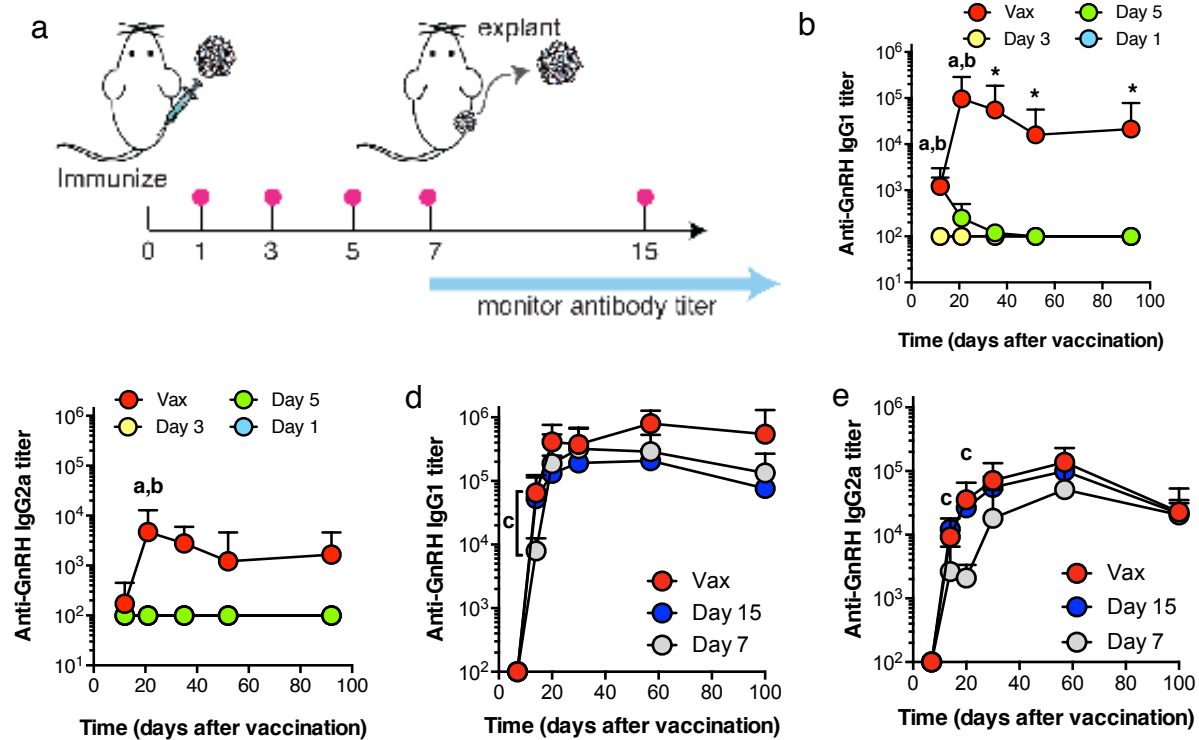 a
explant
Immunize
0 1 3 5 7 15
monitor antibody titer
b
Vax Day 5
Day 3 Day 1
10⁶
10⁵
10⁴
10³
10²
10¹
a,b
a,b
*
*
*
0 20 40 60 80 100
Anti-GnRH IgG1 titer
Time (days after vaccination)
Vax Day 5
Day 3 Day 1
10⁶
10⁵
10⁴
10³
10²
10¹
a,b
0 20 40 60 80 100
Anti-GnRH IgG2a titer
Time (days after vaccination)
d
10⁶
10⁵
10⁴
10³
10²
c
Vax
Day 15
Day 7
0 20 40 60 80 100
Anti-GnRH IgG1 titer
Time (days after vaccination)
e
10⁶
10⁵
10⁴
10³
10²
c
c
Vax
Day 15
Day 7
0 20 40 60 80 100
Anti-GnRH IgG2a titer
Time (days after vaccination)